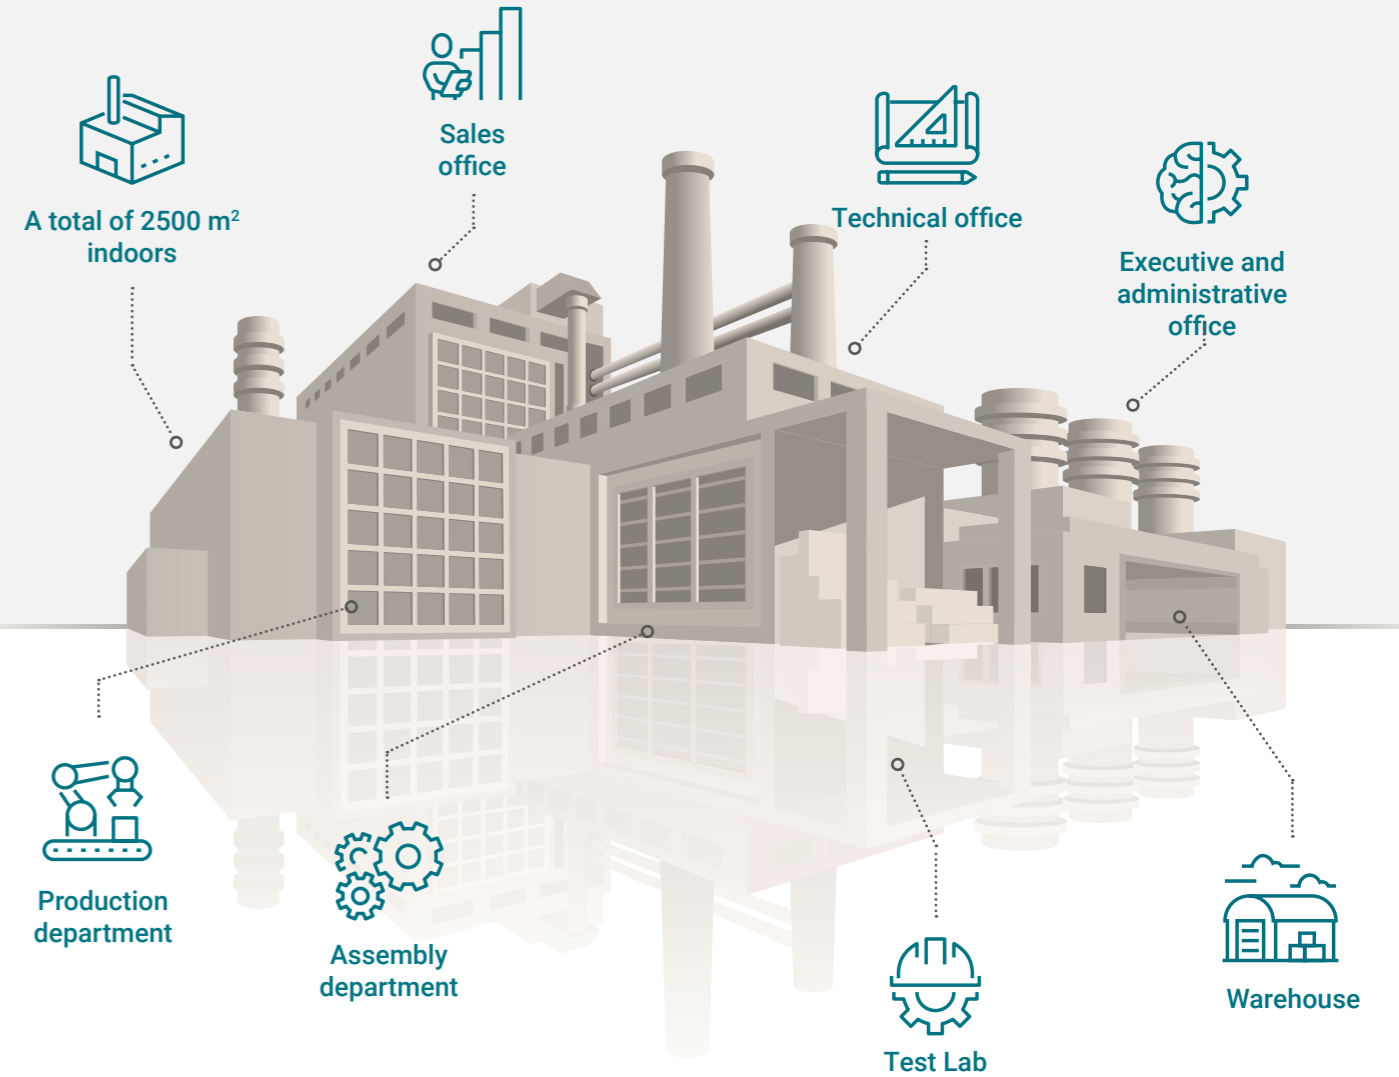 Sales
office
A total of 2500 m²
indoors
Technical office
Executive and
administrative
office
Production
department
Assembly
department
Warehouse
Test Lab